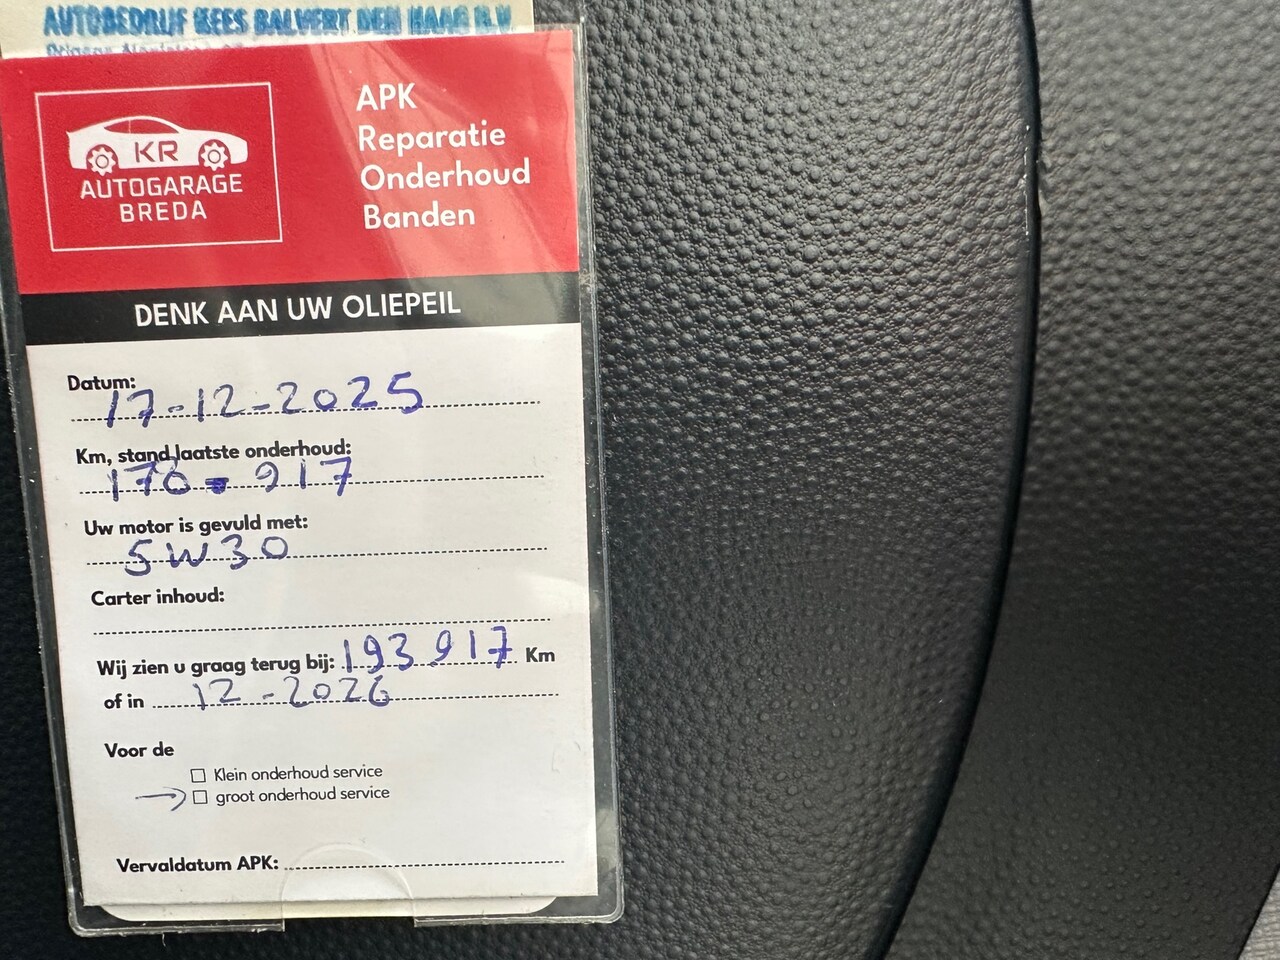 AUTOBEDRIJF KEES BALVERT DEN HAAG B.V.
KR
AUTOGARAGE
BREDA
APK
Reparatie
Onderhoud
Banden
DENK AAN UW OLIEPEIL
Datum: 17-12-2025
Km, stand laatste onderhoud:
178-917
Uw motor is gevuld met:
5W30
Carter inhoud:
Wij zien u graag terug bij: 193917 Km
of in 12-2026
Voor de
Klein onderhoud service
groot onderhoud service
Vervaldatum APK: